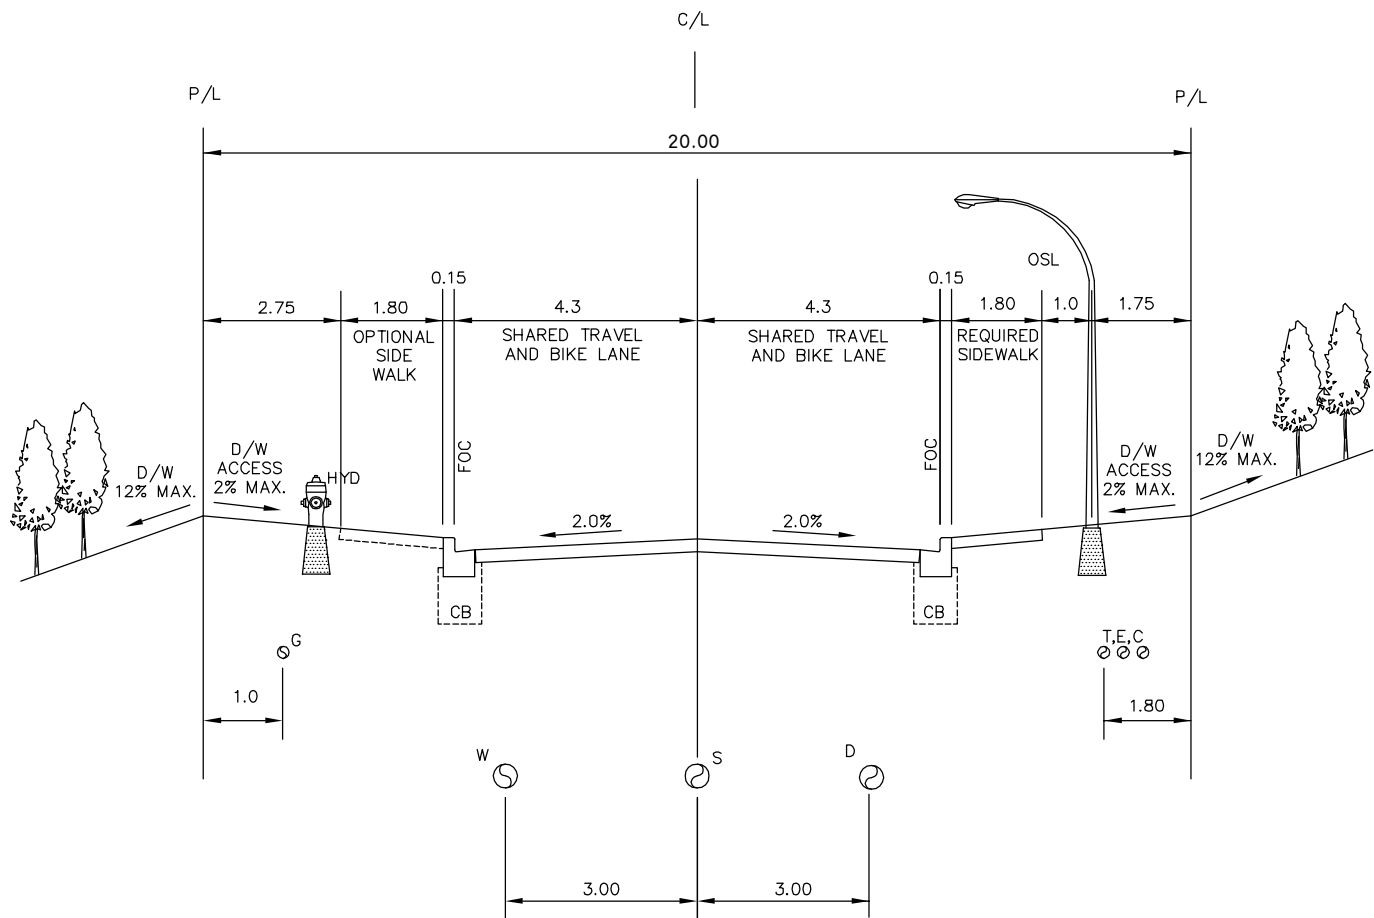 C/L
P/L
P/L
20.00
OSL
0.15
0.15
2.75
1.80
4.3
4.3
1.80
1.0
1.75
OPTIONAL
SIDE
WALK
SHARED TRAVEL
AND BIKE LANE
SHARED TRAVEL
AND BIKE LANE
REQUIRED
SIDEWALK
FOC
FOC
D/W
12% MAX.
D/W
ACCESS
2% MAX.
HYD
D/W
ACCESS
2% MAX.
D/W
12% MAX.
2.0%
2.0%
CB
CB
G
T,E,C
1.0
1.80
W
S
D
3.00
3.00